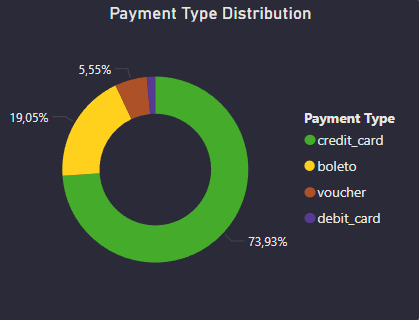 Payment Type Distribution
5,55%
19,05%
73,93%
Payment Type
credit_card
boleto
voucher
debit_card